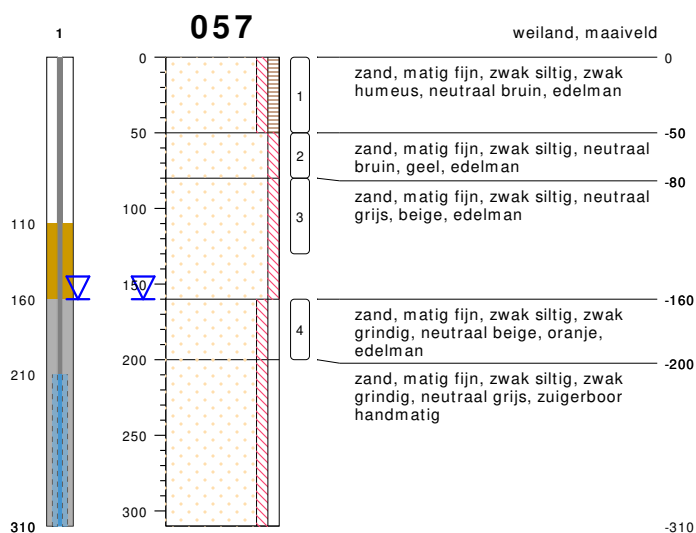 057
1
weiland, maaiveld
0
0
zand, matig fijn, zwak siltig, zwak
humeus, neutraal bruin, edelman
1
50
-50
zand, matig fijn, zwak siltig, neutraal
bruin, geel, edelman
2
-80
zand, matig fijn, zwak siltig, neutraal
grijs, beige, edelman
3
100
110
150
160
-160
zand, matig fijn, zwak siltig, zwak
grindig, neutraal beige, oranje,
edelman
4
200
-200
210
zand, matig fijn, zwak siltig, zwak
grindig, neutraal grijs, zuigerboor
handmatig
250
300
310
-310